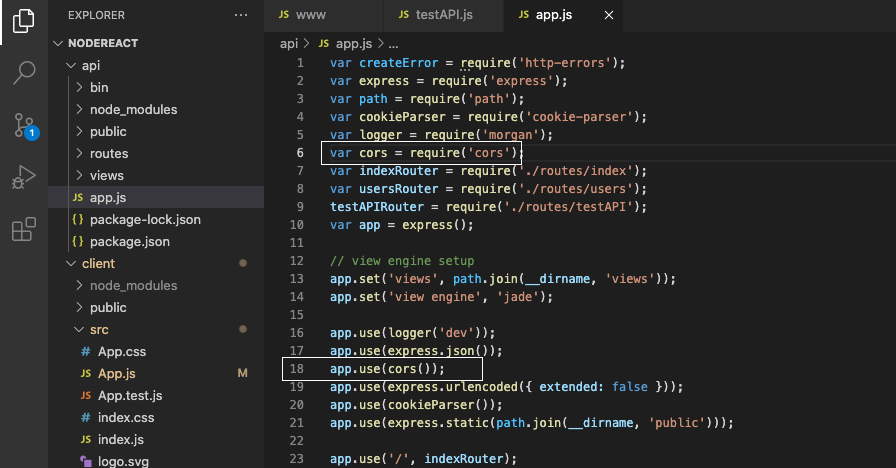 EXPLORER ...
NODEREACT
api
bin
node_modules
public
routes
views
JS app.js
{} package-lock.json
{} package.json
client
node_modules
public
src
# App.css
JS App.js M
JS App.test.js
# index.css
JS index.js
logo.svg
1
JS www
JS testAPI.js
JS app.js ×
api > JS app.js > ...
1 var createError = require('http-errors');
2 var express = require('express');
3 var path = require('path');
4 var cookieParser = require('cookie-parser');
5 var logger = require('morgan');
6 var cors = require('cors');
7 var indexRouter = require('./routes/index');
8 var usersRouter = require('./routes/users');
9 testAPIRouter = require('./routes/testAPI');
10 var app = express();
11
12 // view engine setup
13 app.set('views', path.join(__dirname, 'views'));
14 app.set('view engine', 'jade');
15
16 app.use(logger('dev'));
17 app.use(express.json());
18 app.use(cors());
19 app.use(express.urlencoded({ extended: false }));
20 app.use(cookieParser());
21 app.use(express.static(path.join(__dirname, 'public')));
22
23 app.use('/', indexRouter);